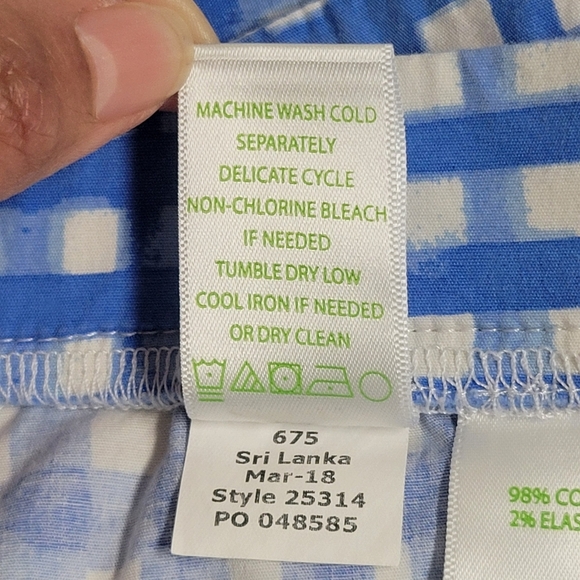 MACHINE WASH COLD
SEPARATELY
DELICATE CYCLE
NON-CHLORINE BLEACH
IF NEEDED
TUMBLE DRY LOW
COOL IRON IF NEEDED
OR DRY CLEAN
675
Sri Lanka
Mar-18
Style 25314
PO 048585
98% CO
2% ELAS